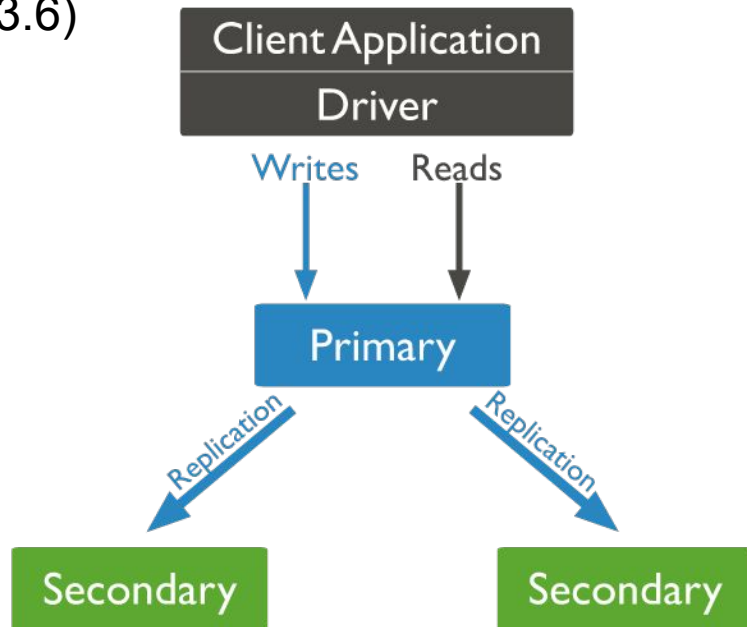 3.6)
Client Application
Driver
Writes Reads
Primary
Replication
Replication
Secondary
Secondary